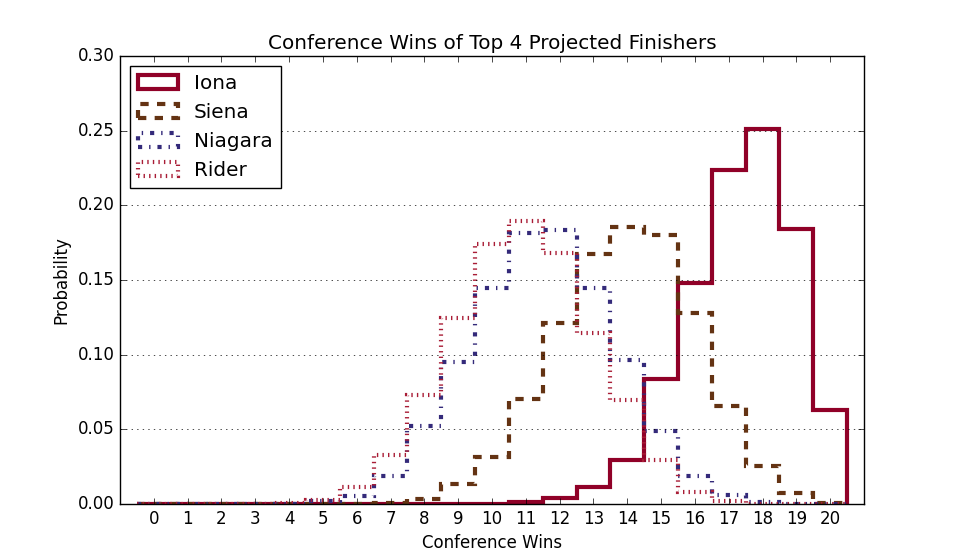 Conference Wins of Top 4 Projected Finishers
0.30
0.25
0.20
0.15
0.10
0.05
0.00
Probability
Iona
Siena
Niagara
Rider
0 1 2 3 4 5 6 7 8 9 10 11 12 13 14 15 16 17 18 19 20
Conference Wins